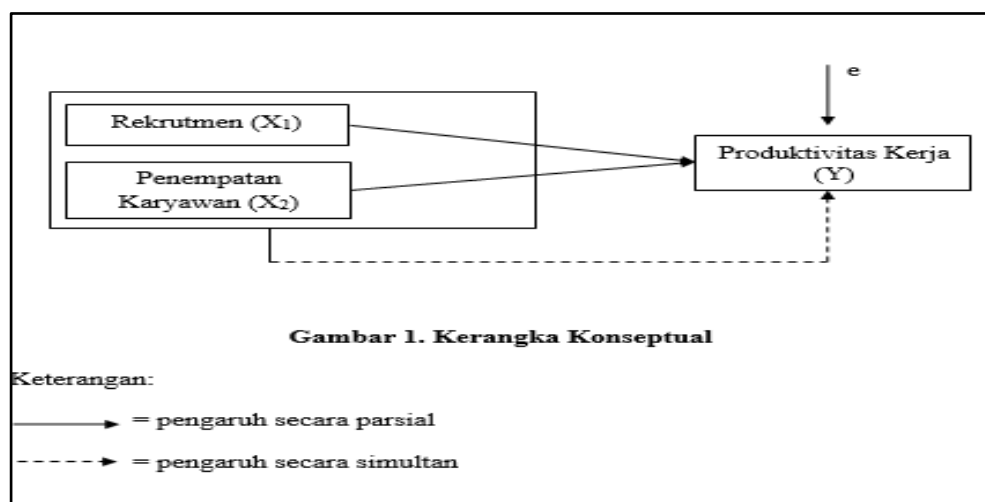 e
Rekrutmen (X₁)
Produktivitas Kerja
(Y)
Penempatan
Karyawan (X₂)
Gambar 1. Kerangka Konseptual
Keterangan:
= pengaruh secara parsial
= pengaruh secara simultan